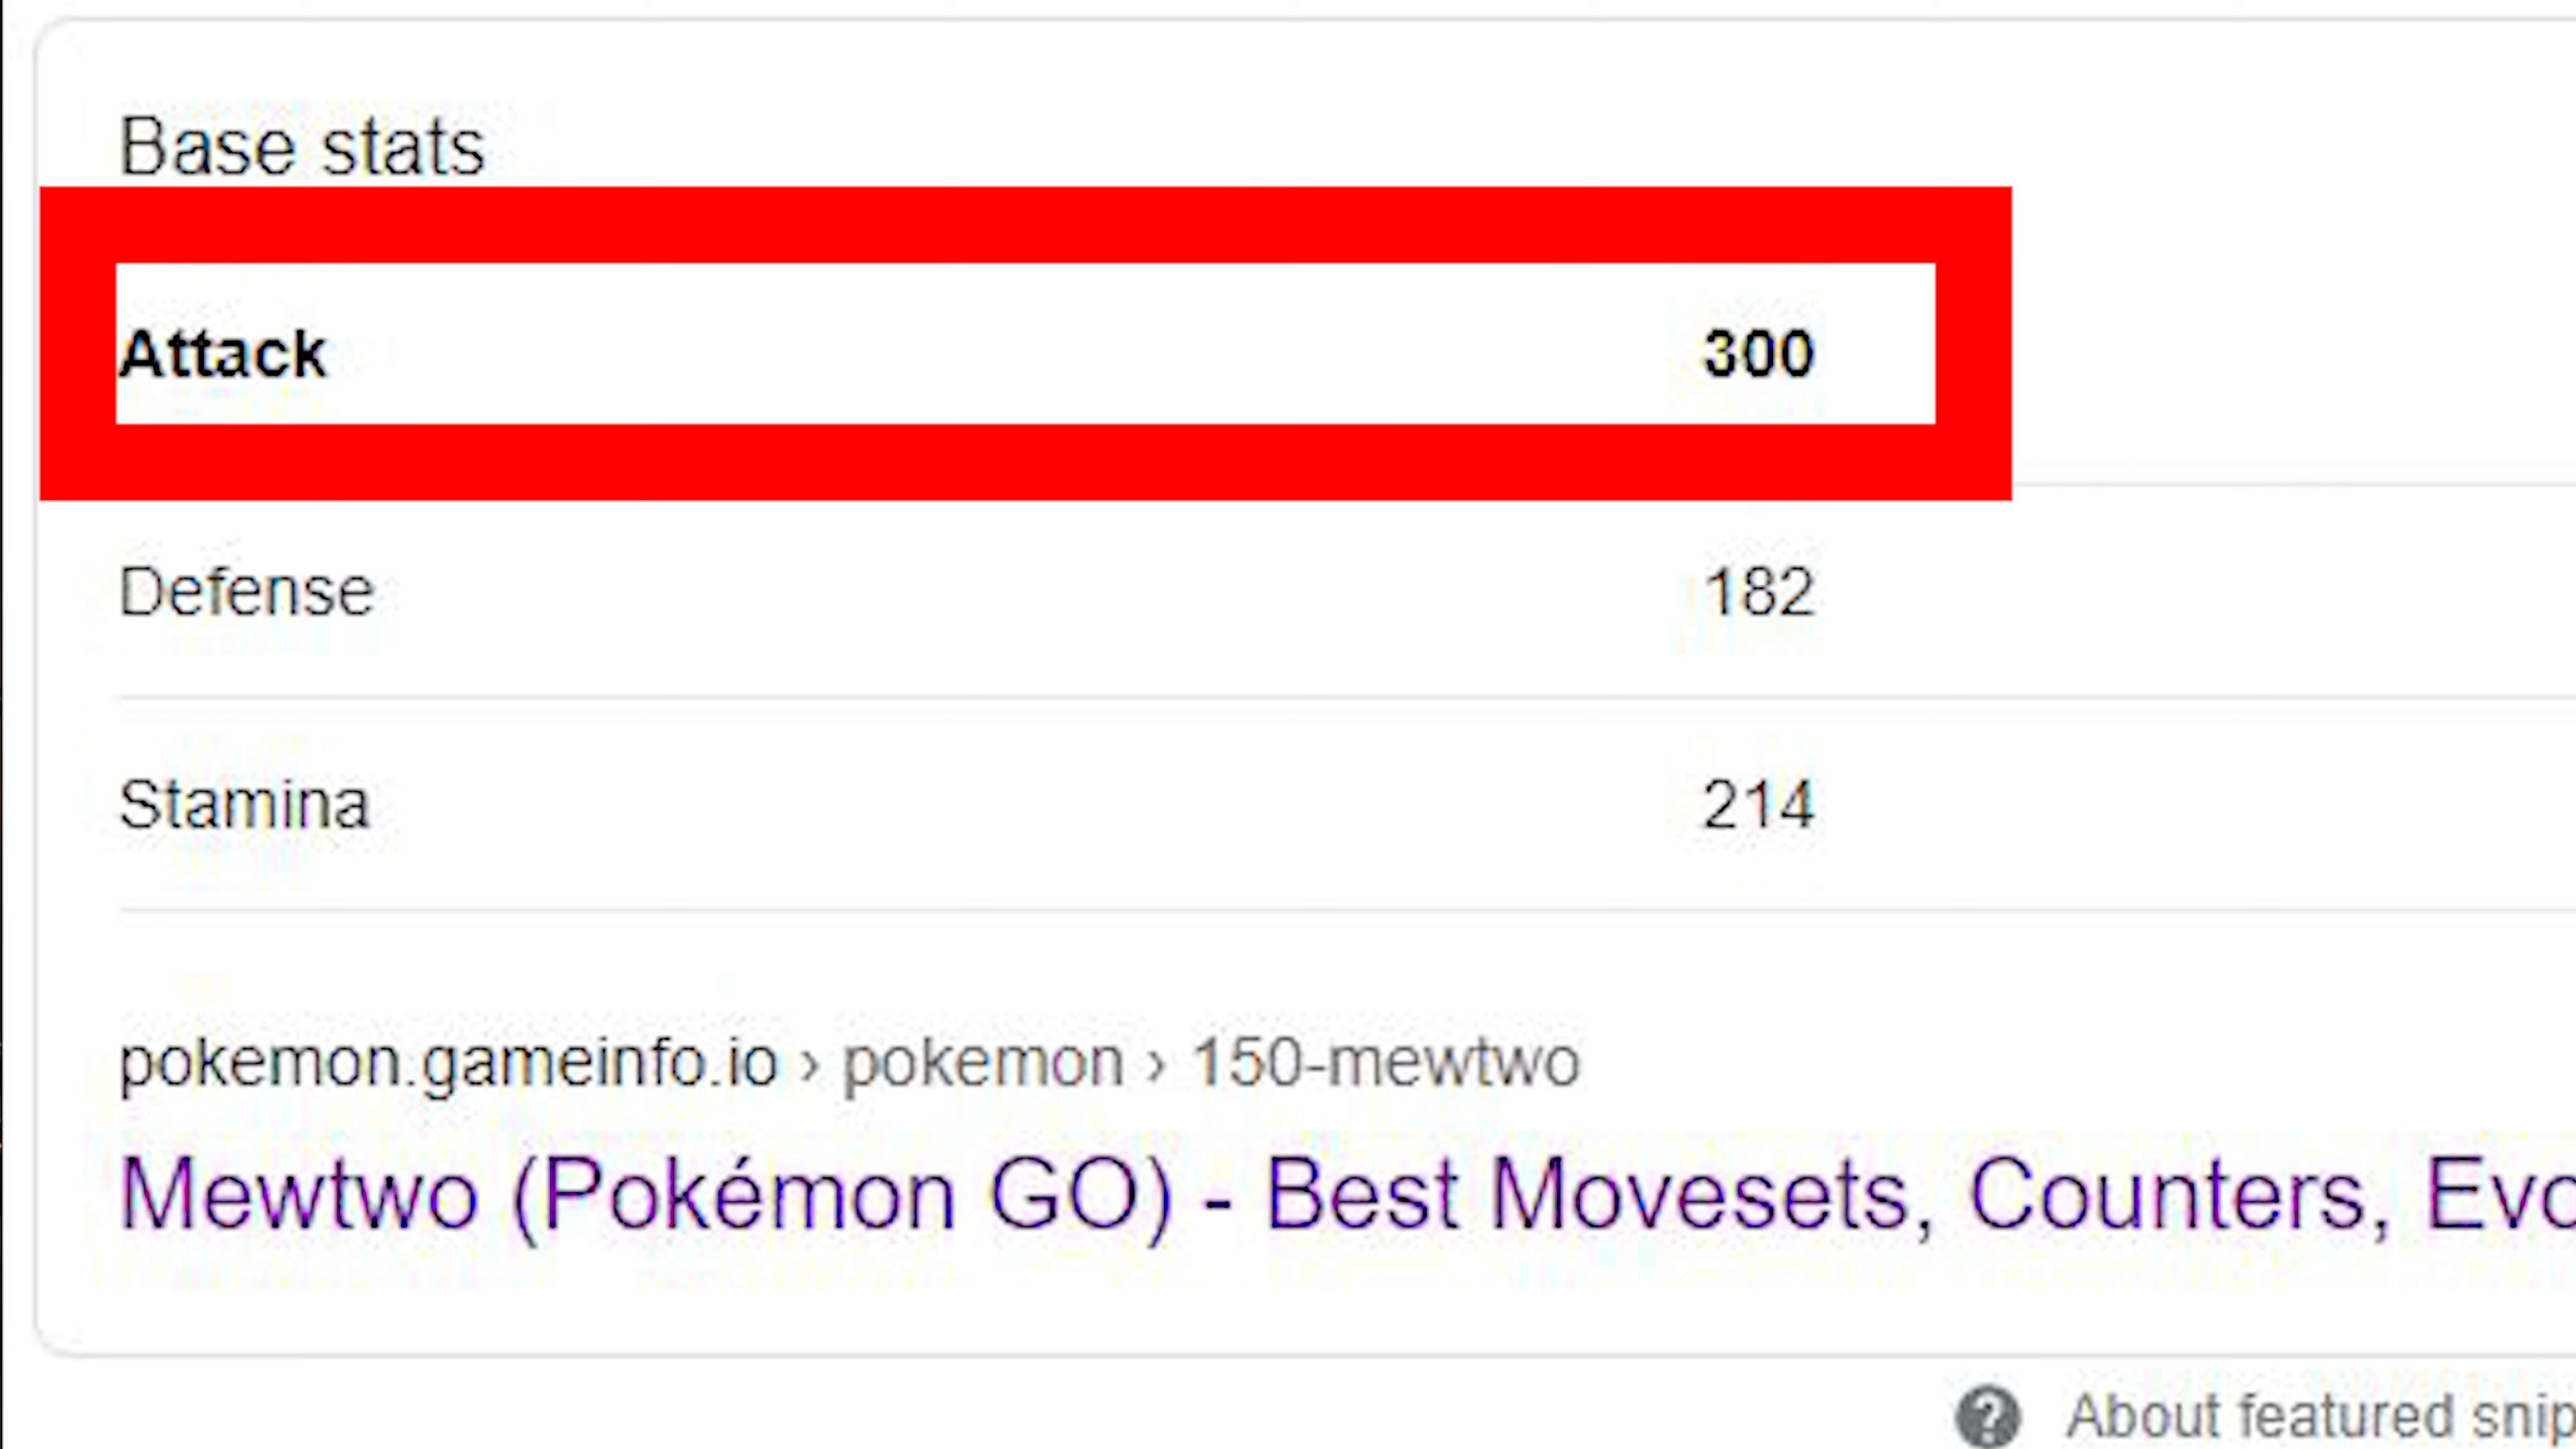 Base stats
Attack 300
Defense 182
Stamina 214
pokemon.gameinfo.io › pokemon › 150-mewtwo
Mewtwo (Pokémon GO) - Best Movesets, Counters, Evo
About featured snip